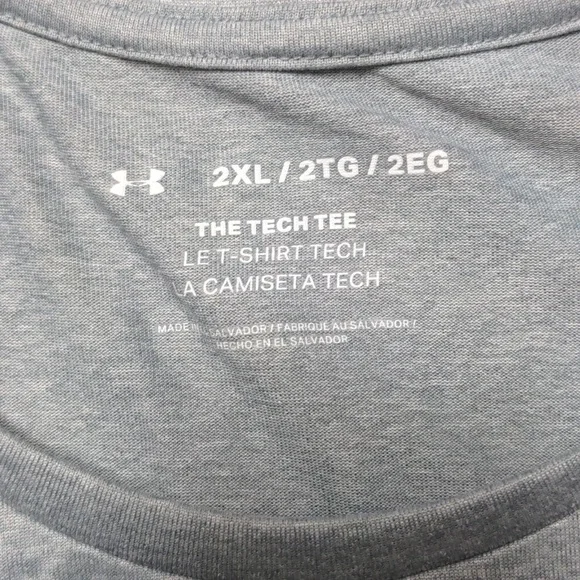 2XL / 2TG / 2EG
THE TECH TEE
LE T-SHIRT TECH
LA CAMISETA TECH
MADE IN SALVADOR / FABRIQUE AU SALVADOR /
HECHO EN EL SALVADOR